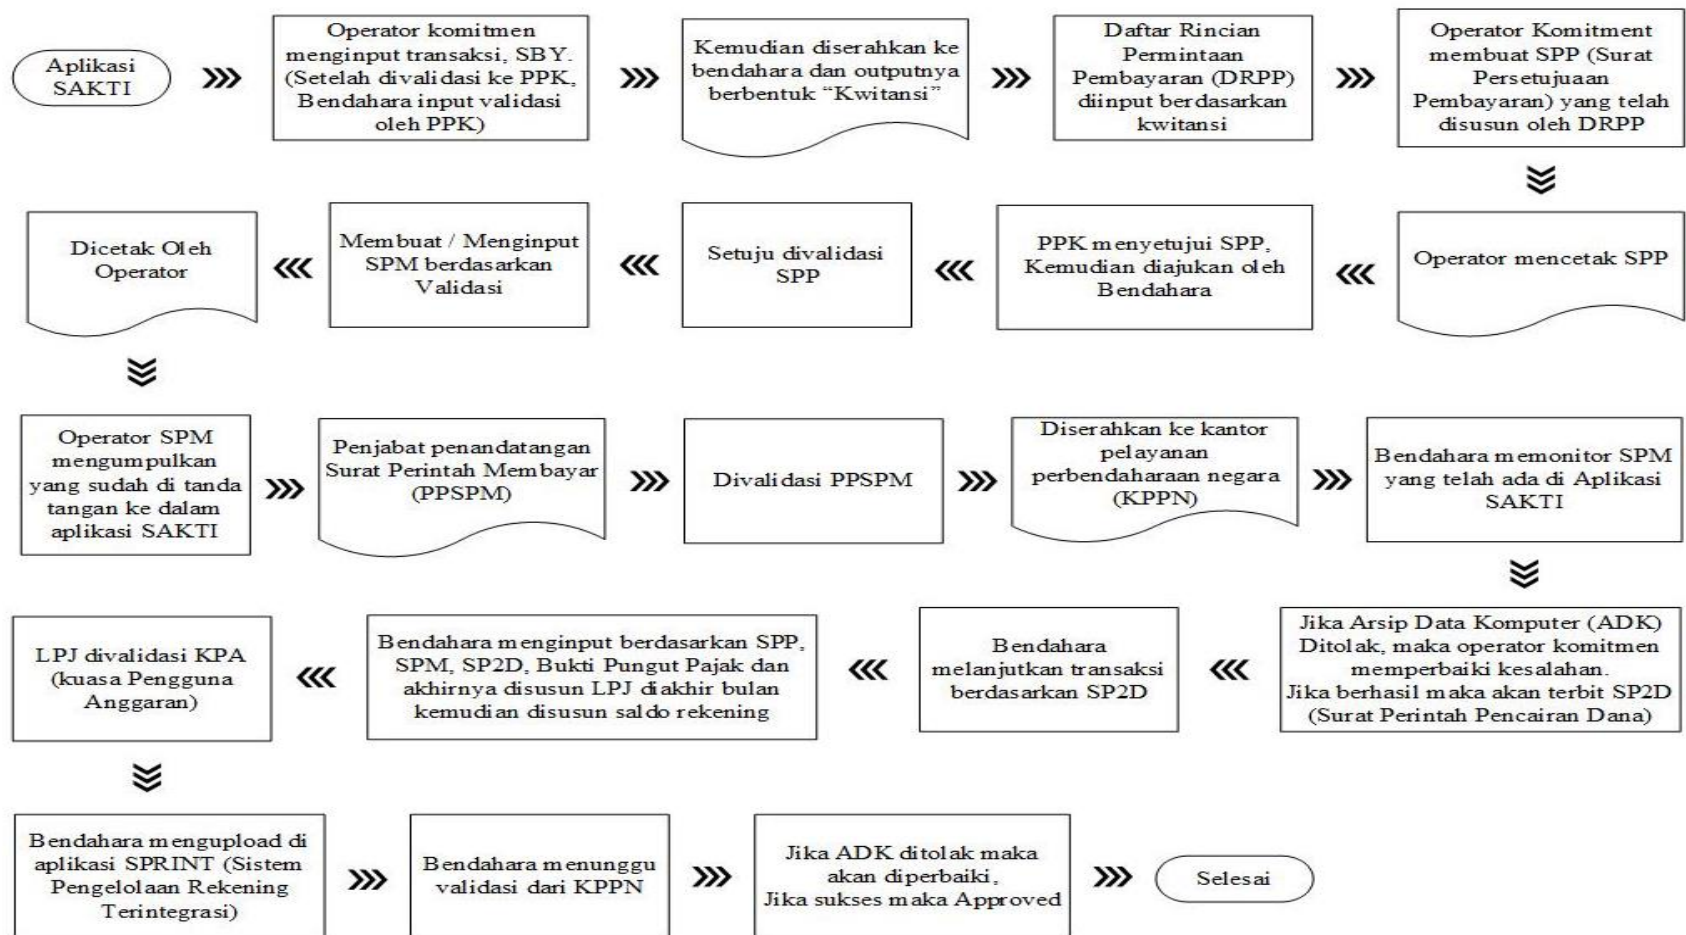 Aplikasi
SAKTI
Operator komitmen
menginput transaksi, SBY.
(Setelah divalidasi ke PPK,
Bendahara input validasi
oleh PPK)
Kemudian diserahkan ke
bendahara dan outputnya
berbentuk “Kwitansi”
Daftar Rincian
Permintaan
Pembayaran (DRPP)
diinput berdasarkan
kwitansi
Operator Komitment
membuat SPP (Surat
Persetujuaan
Pembayaran) yang telah
disusun oleh DRPP
Operator mencetak SPP
PPK menyetujui SPP,
Kemudian diajukan oleh
Bendahara
Setuju divalidasi
SPP
Membuat / Menginput
SPM berdasarkan
Validasi
Dicetak Oleh
Operator
Operator SPM
mengumpulkan
yang sudah di tanda
tangan ke dalam
aplikasi SAKTI
Penjabat penandatangan
Surat Perintah Membayar
(PPSPM)
Divalidasi PPSPM
Diserahkan ke kantor
pelayanan
perbendaharaan negara
(KPPN)
Bendahara memonitor SPM
yang telah ada di Aplikasi
SAKTI
Jika Arsip Data Komputer (ADK)
Ditolak, maka operator komitmen
memperbaiki kesalahan.
Jika berhasil maka akan terbit SP2D
(Surat Perintah Pencairan Dana)
Bendahara
melanjutkan transaksi
berdasarkan SP2D
Bendahara menginput berdasarkan SPP,
SPM, SP2D, Bukti Pungut Pajak dan
akhirnya disusun LPJ diakhir bulan
kemudian disusun saldo rekening
LPJ divalidasi KPA
(kuasa Pengguna
Anggaran)
Bendahara mengupload di
aplikasi SPRINT (Sistem
Pengelolaan Rekening
Terintegrasi)
Bendahara menunggu
validasi dari KPPN
Jika ADK ditolak maka
akan diperbaiki,
Jika sukses maka Approved
Selesai